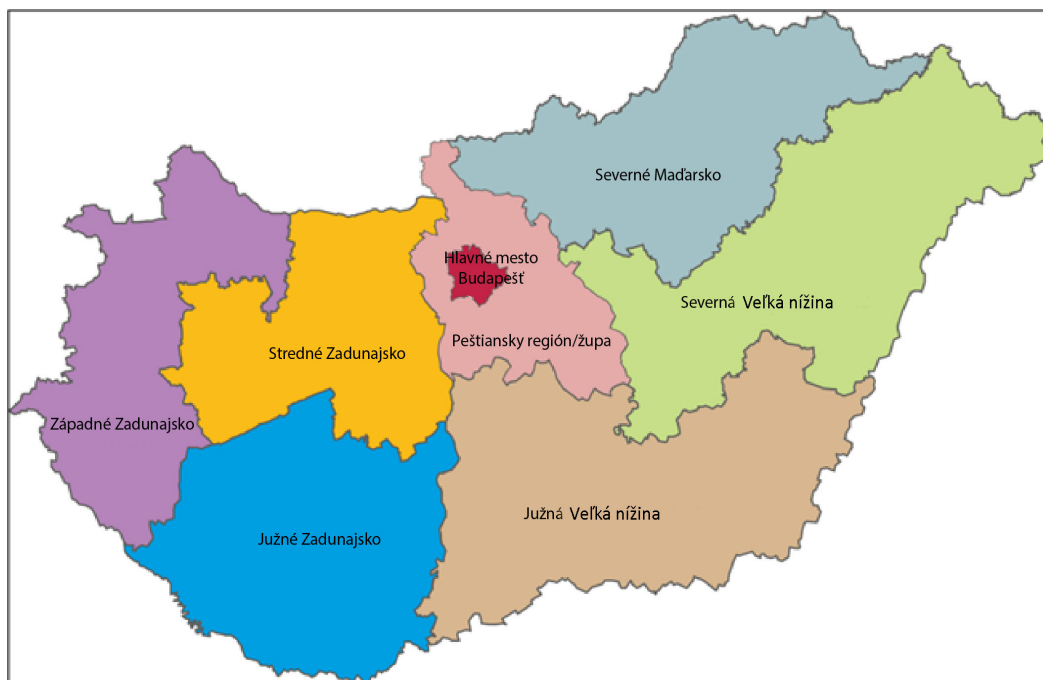 Severné Maďarsko
Hlavné mesto
Budapešť
Severná Veľká nížina
Peštiansky región/župa
Stredné Zadunajsko
Západné Zadunajsko
Južná Veľká nížina
Južné Zadunajsko